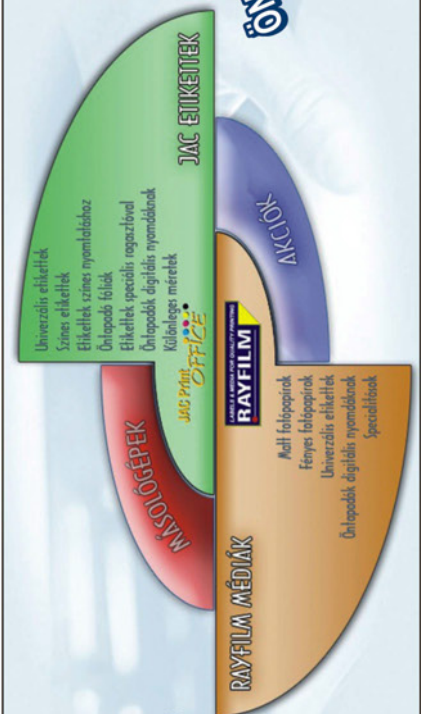 ÖN
JAC ETIKETTEK
Univerzális etikettek
Színes etikettek
Etikettek színes nyomtatáshoz
Öntapadó fóliák
Etikettek speciális ragasztóval
Öntapadók digitális nyomdáknak
Különleges méretek
JAC Print
OFFICE
MÁSOLÓGÉPEK
AKCIÓK
LABELS & MEDIA FOR QUALITY PRINTING
RAYFILM
Matt fotópapírok
Fényes fotópapírok
Univerzális etikettek
Öntapadók digitális nyomdáknak
Specialitások
RAYFILM MÉDIÁK